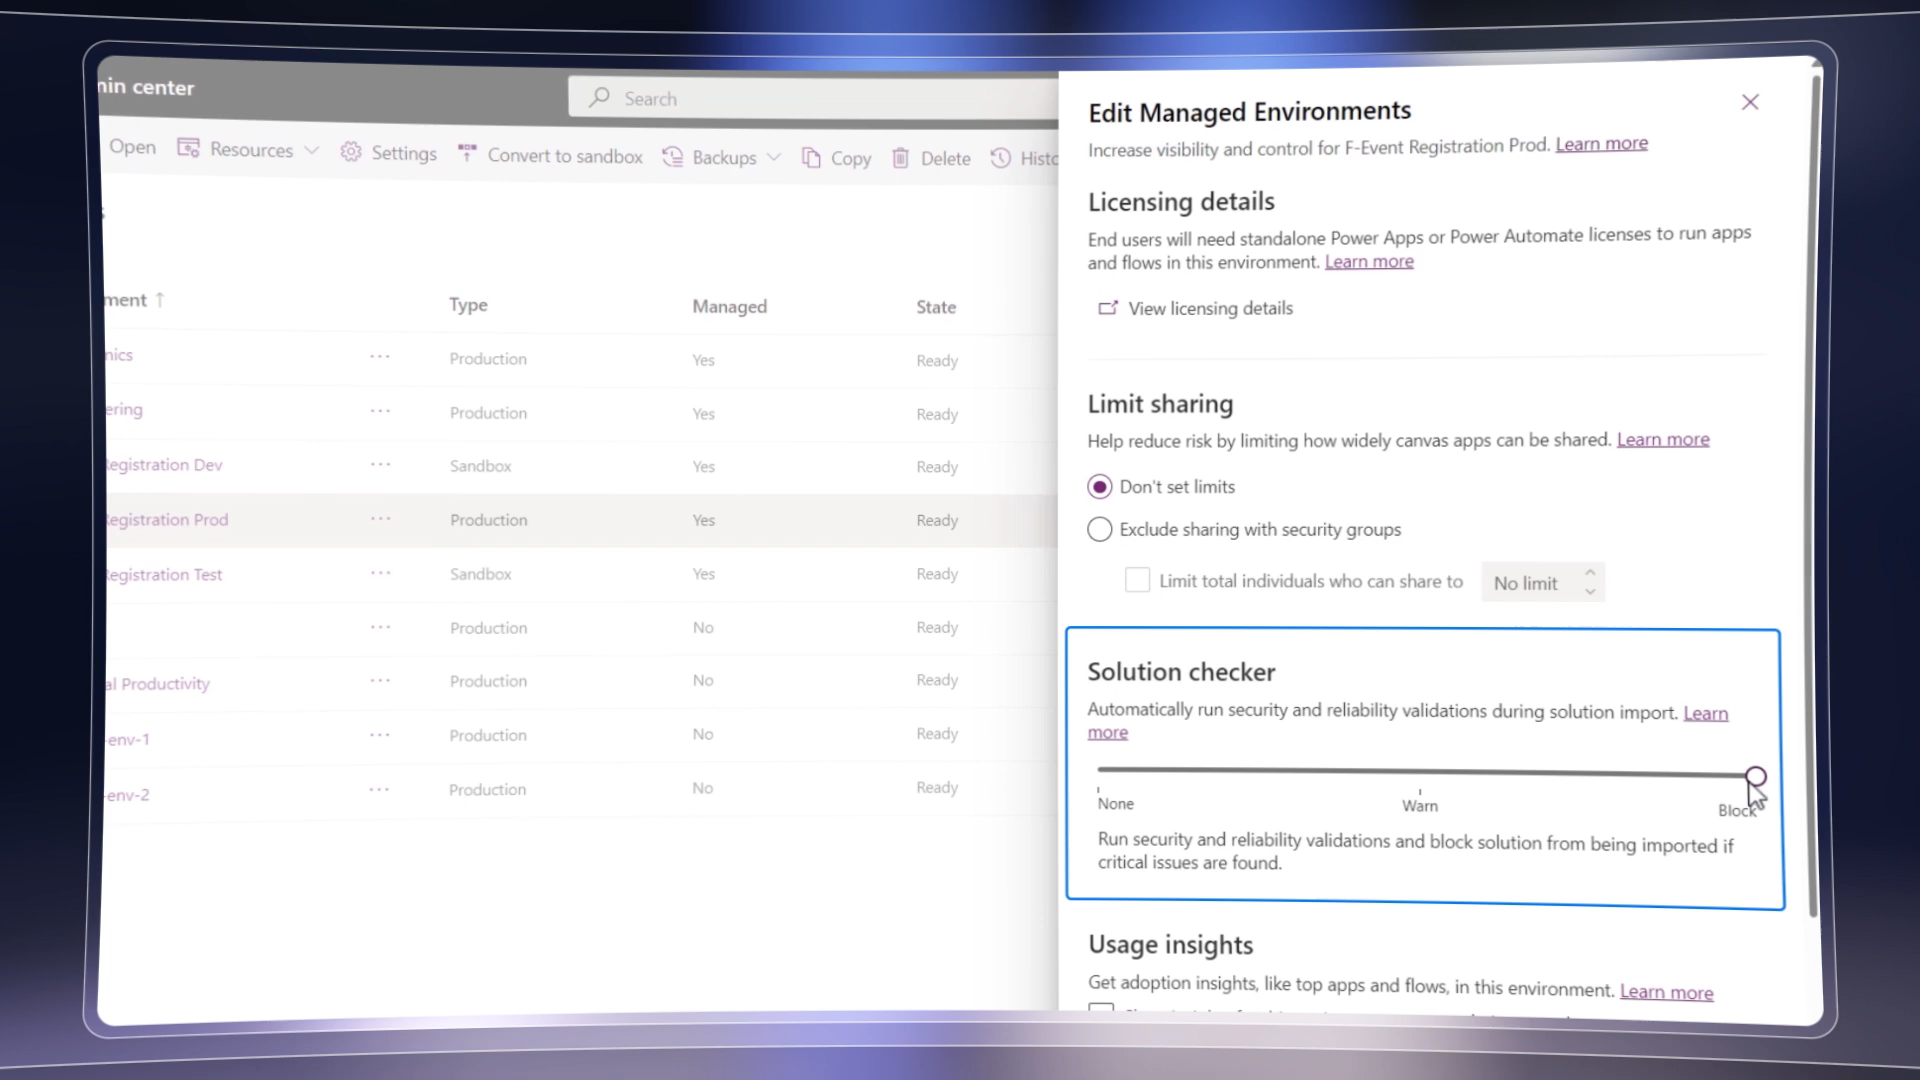 min center
Search
Open Resources Settings Convert to sandbox Backups Copy Delete Histo
ment ↑ Type Managed State
nics ··· Production Yes Ready
ering ··· Production Yes Ready
Registration Dev ··· Sandbox Yes Ready
Registration Prod ··· Production Yes Ready
Registration Test ··· Sandbox Yes Ready
··· Production No Ready
al Productivity ··· Production No Ready
-env-1 ··· Production No Ready
-env-2 ··· Production No Ready
Edit Managed Environments
Increase visibility and control for F-Event Registration Prod. Learn more
Licensing details
End users will need standalone Power Apps or Power Automate licenses to run apps
and flows in this environment. Learn more
View licensing details
Limit sharing
Help reduce risk by limiting how widely canvas apps can be shared. Learn more
Don't set limits
Exclude sharing with security groups
Limit total individuals who can share to No limit
Solution checker
Automatically run security and reliability validations during solution import. Learn
more
None Warn Block
Run security and reliability validations and block solution from being imported if
critical issues are found.
Usage insights
Get adoption insights, like top apps and flows, in this environment. Learn more